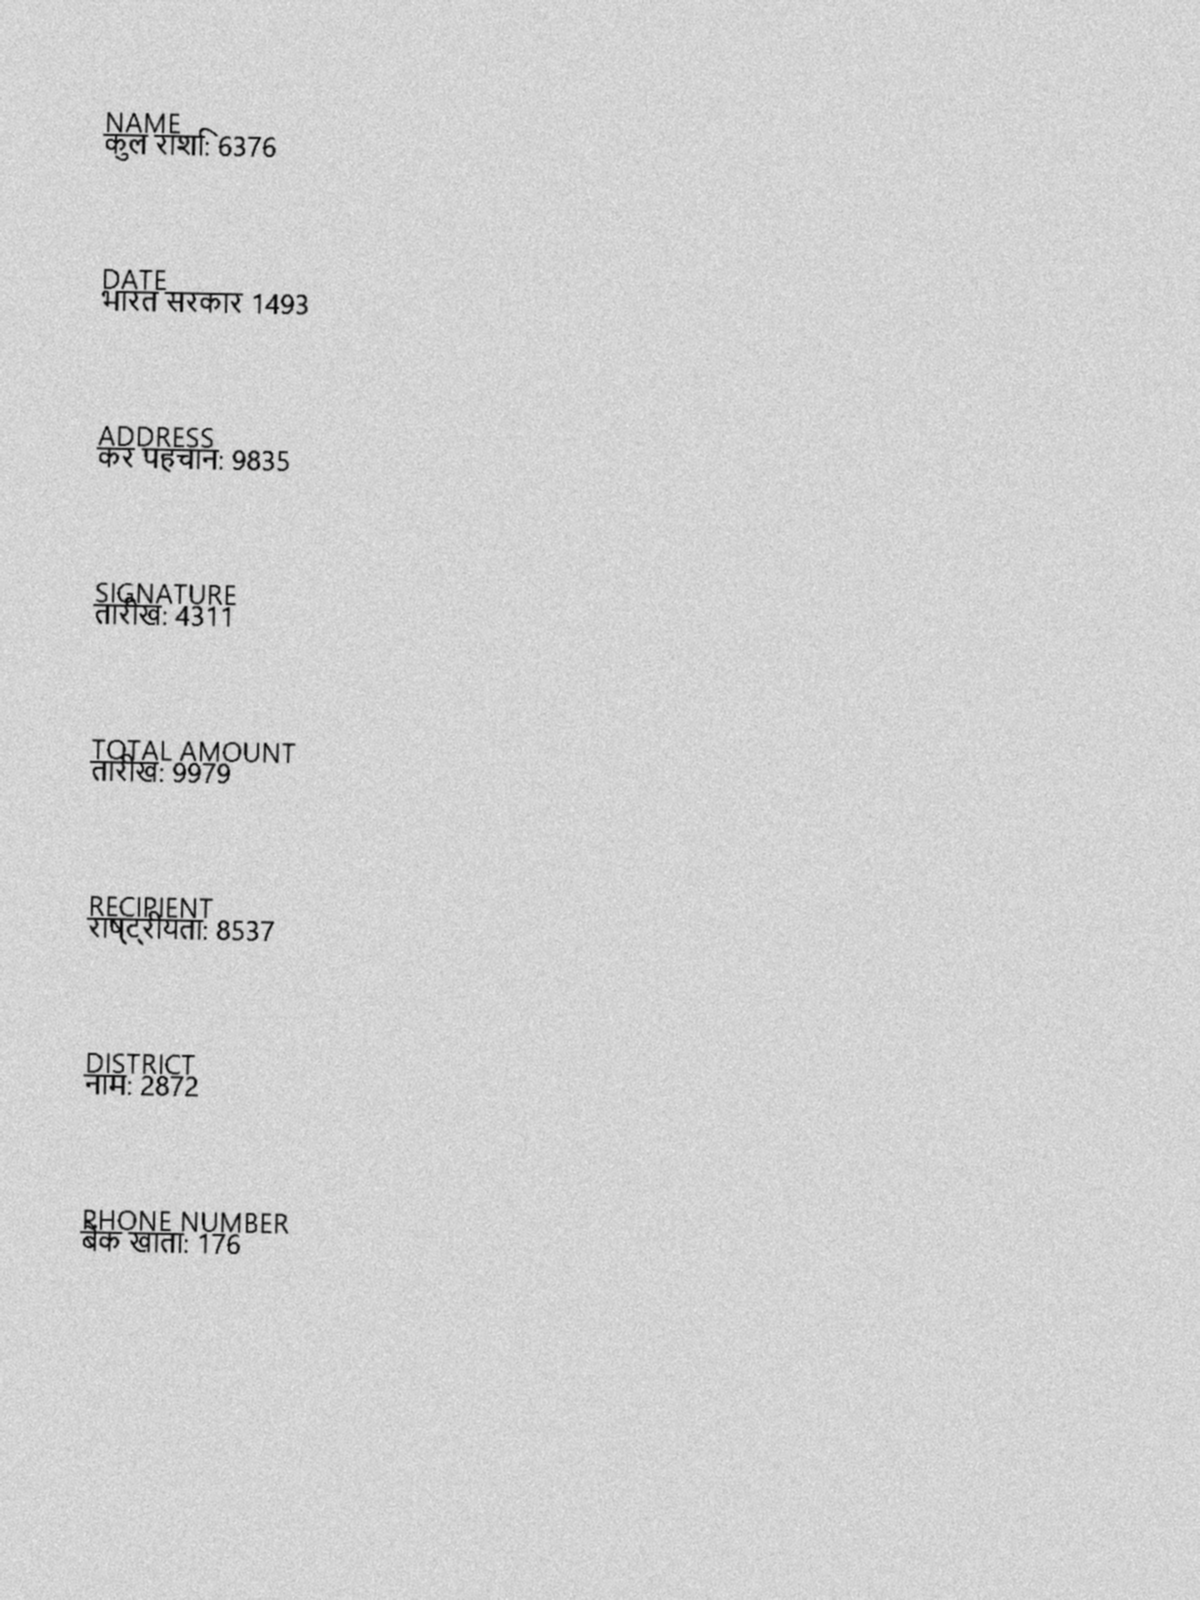 NAME
कुल राशि: 6376
DATE
भारत सरकार 1493
ADDRESS
कर पहचान: 9835
SIGNATURE
तारीख: 4311
TOTAL AMOUNT
तारीख: 9979
RECIPIENT
राष्ट्रीयता: 8537
DISTRICT
नाम: 2872
PHONE NUMBER
बैंक खाता: 176